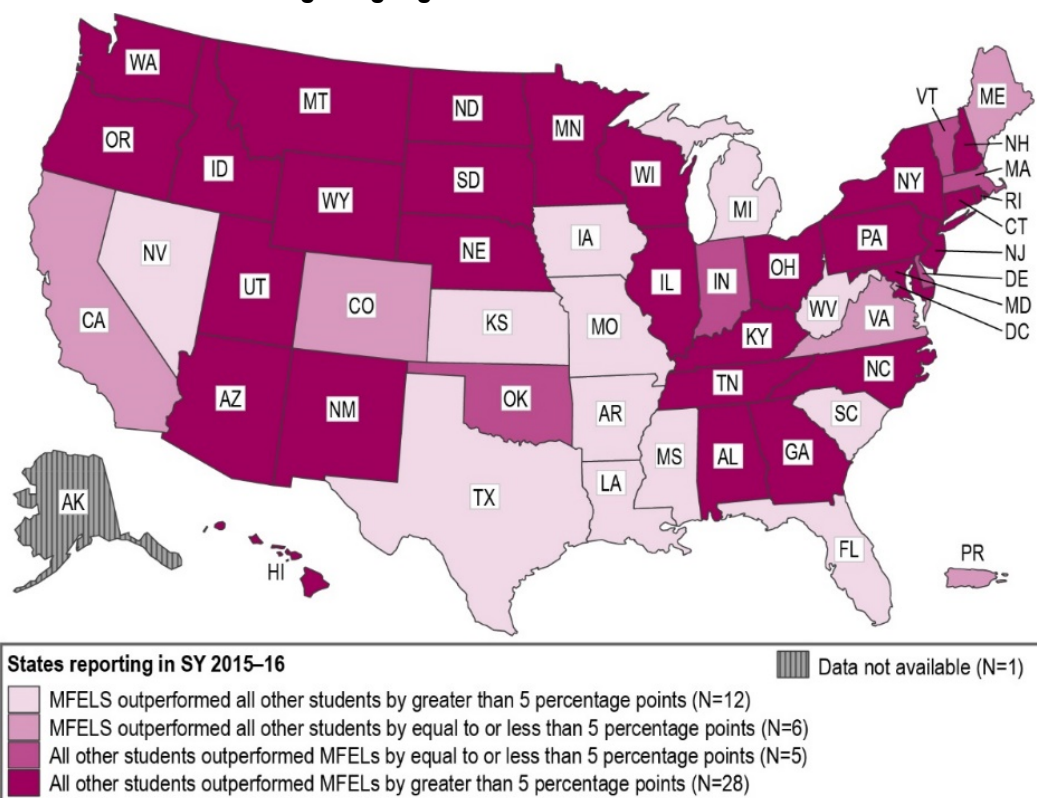 WA
MT
ND
MN
VT
ME
OR
ID
SD
WI
NY
NH
MA
WY
MI
RI
CT
NV
NE
IA
PA
NJ
UT
CO
IL
IN
OH
DE
MD
CA
KS
MO
WV
VA
DC
KY
AZ
NM
OK
TN
NC
AR
SC
MS
AL
GA
AK
TX
LA
FL
HI
PR
States reporting in SY 2015–16
Data not available (N=1)
MFELS outperformed all other students by greater than 5 percentage points (N=12)
MFELS outperformed all other students by equal to or less than 5 percentage points (N=6)
All other students outperformed MFELs by equal to or less than 5 percentage points (N=5)
All other students outperformed MFELs by greater than 5 percentage points (N=28)